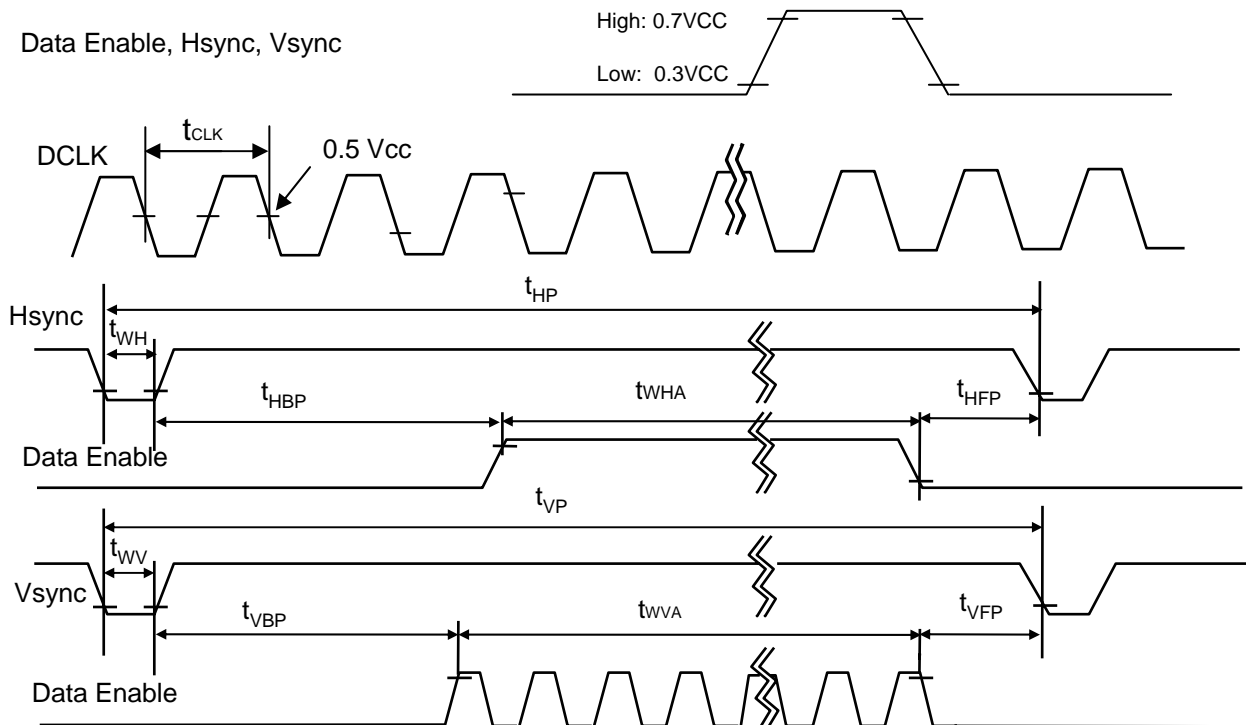 High: 0.7VCC
Data Enable, Hsync, Vsync
Low: 0.3VCC
tCLK
DCLK
0.5 Vcc
tHP
Hsync
tWH
tHBP
tWHA
tHFP
Data Enable
tVP
tWV
Vsync
tVBP
tWVA
tVFP
Data Enable